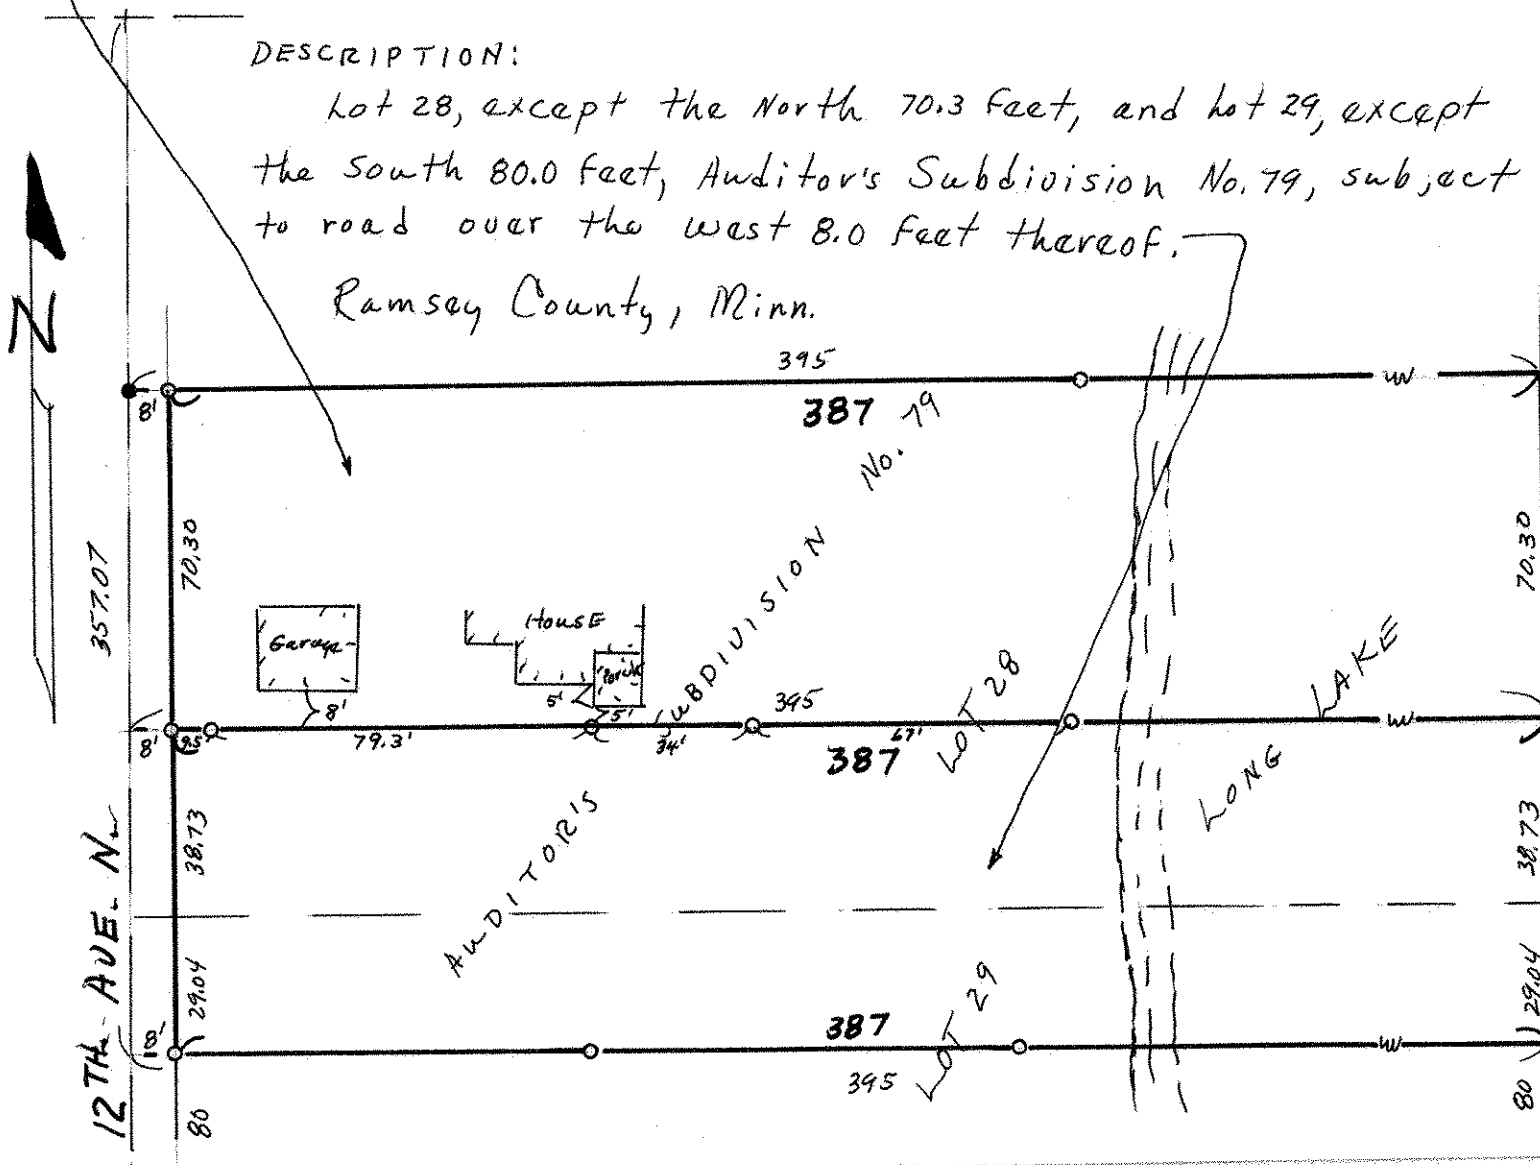 DESCRIPTION:
Lot 28, except the North 70.3 feet, and Lot 29, except
the South 80.0 feet, Auditor's Subdivision No. 79, subject
to road over the west 8.0 feet thereof.
Ramsey County, Minn.
N
395
387
8'
No. 79
357.07
70.30
70.30
Garage
House
Porch
8'
5'
5'
SUBDIVISION
395
LOT 28
LAKE
8'
9.5'
79.3'
34'
67'
387
LONG
AUDITOR'S
38.73
38.73
12TH AVE. N.
29.04
29.04
LOT 29
387
8'
395
80
80